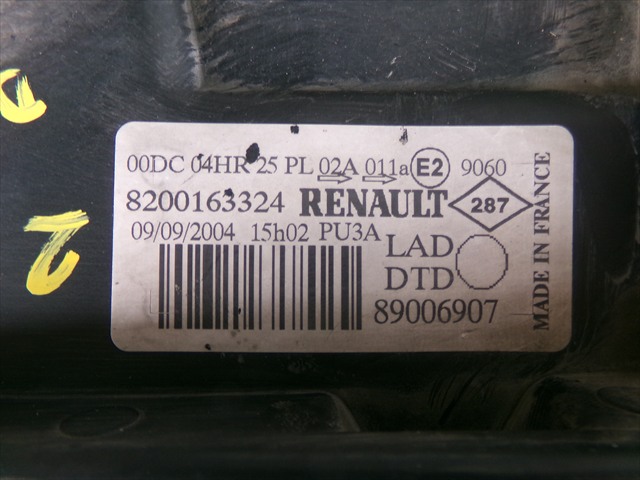 00DC 04HR 25 PL 02A 011a E2 9060
8200163324 RENAULT 287
09/09/2004 15h02 PU3A
LAD
DTD
89006907
MADE IN FRANCE
2